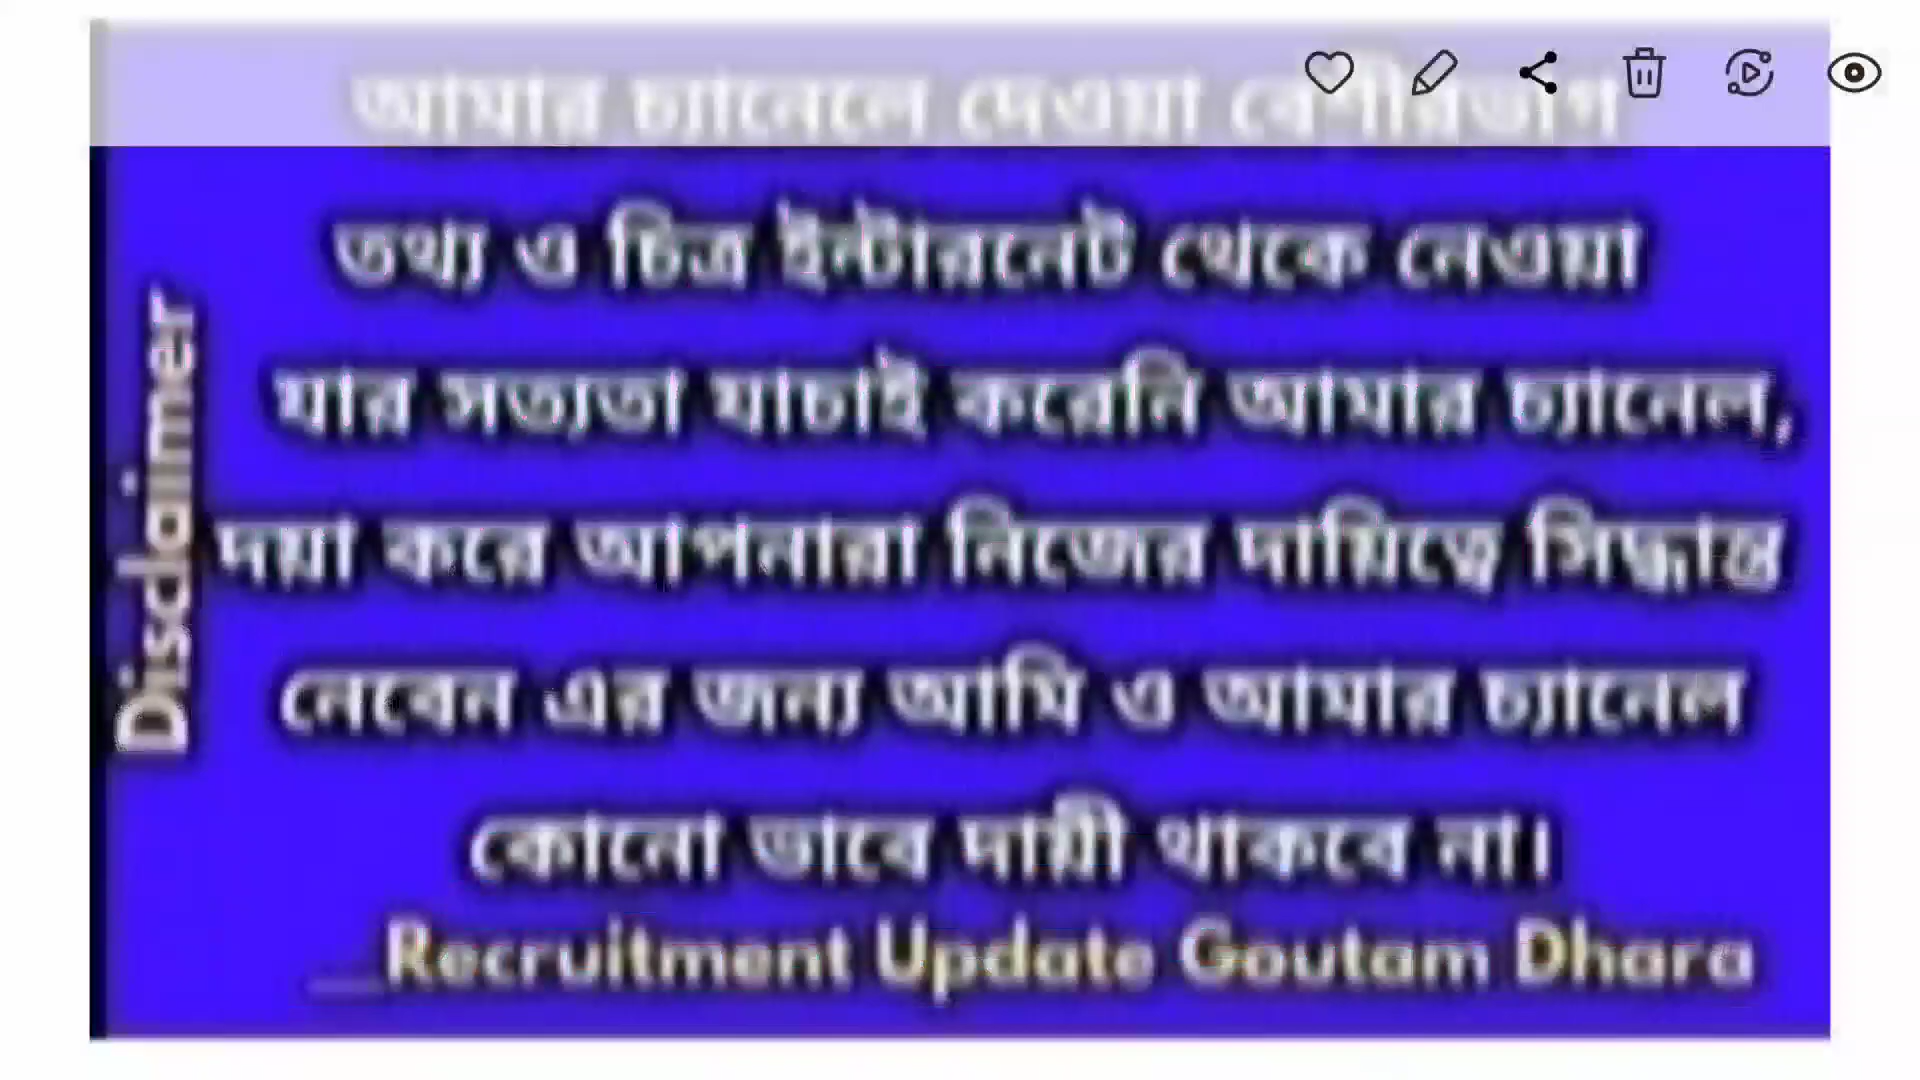 আমার চ্যানেলে দেওয়া বেশীরভাগ
তথ্য ও চিত্র ইন্টারনেট থেকে নেওয়া
যার সত্যতা যাচাই করেনি আমার চ্যানেল,
দয়া করে আপনারা নিজের দায়িত্বে সিদ্ধান্ত
নেবেন এর জন্য আমি ও আমার চ্যানেল
কোনো ভাবে দায়ী থাকবে না।
__Recruitment Update Goutam Dhara
Disclaimer